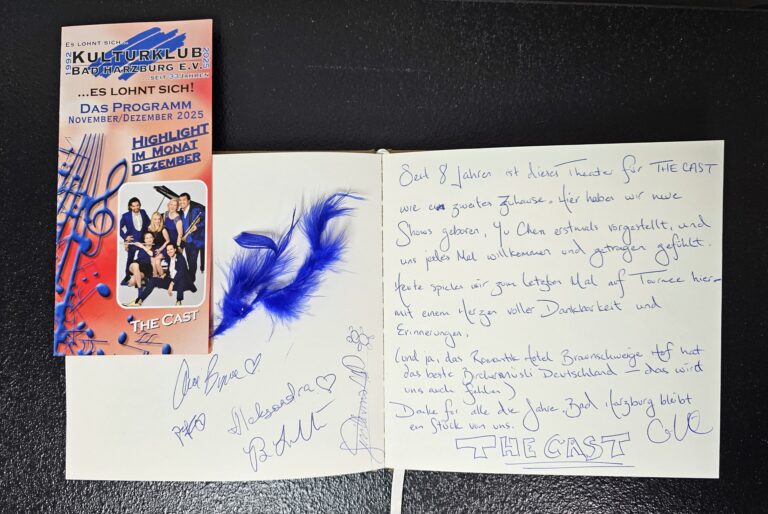 Es lohnt sich...
1992
Kulturklub
Bad Harzburg e.V.
...seit 33 Jahren
2025
...es lohnt sich!
Das Programm
November/Dezember 2025
Highlight
im Monat
Dezember
The Cast
Aleksandra
Seit 8 Jahren ist dieses Theater für THE CAST
wie ein zweites Zuhause. Hier haben wir neue
Shows geboren, Yu Chen erstmals vorgestellt, und
uns jedes Mal willkommen und getragen gefühlt.
Heute spielen wir zum letzten Mal auf Tournee hier–
mit einem Herzen voller Dankbarkeit und
Erinnerungen.
(und ja, das Romantik Hotel Braunschweiger Hof hat
das beste Birchermüsli Deutschland – das wird
uns auch fehlen)
Danke für alle die Jahre. Bad Harzburg bleibt
ein Stück von uns.
THE CAST